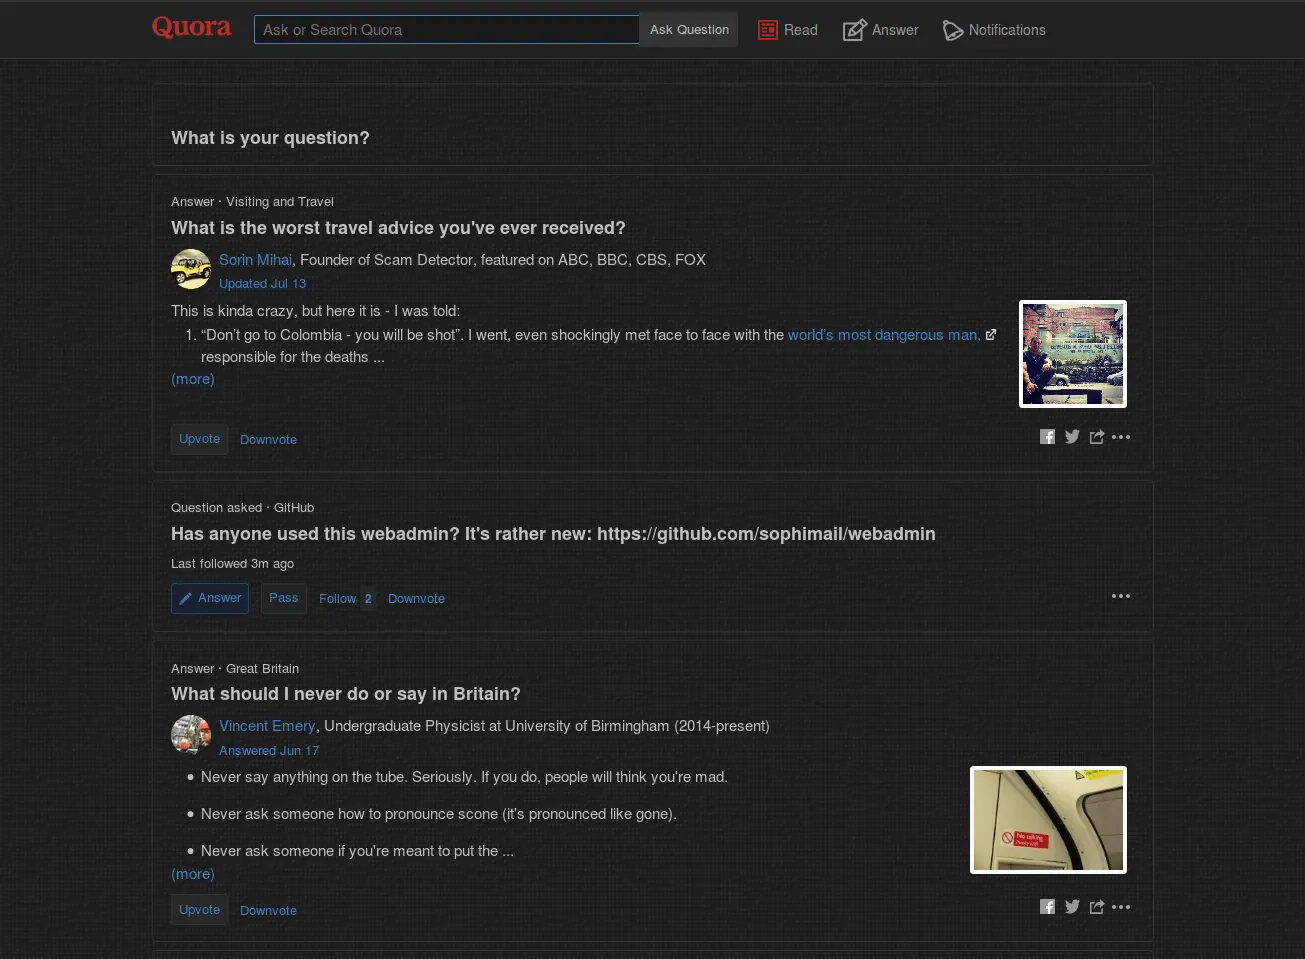 Quora
Ask or Search Quora
Ask Question
Read
Answer
Notifications
What is your question?
Answer · Visiting and Travel
What is the worst travel advice you've ever received?
Sorin Mihai, Founder of Scam Detector, featured on ABC, BBC, CBS, FOX
Updated Jul 13
This is kinda crazy, but here it is - I was told:
1. “Don’t go to Colombia - you will be shot”. I went, even shockingly met face to face with the world’s most dangerous man,
responsible for the deaths ...
(more)
Upvote
Downvote
Question asked · GitHub
Has anyone used this webadmin? It's rather new: https://github.com/sophimail/webadmin
Last followed 3m ago
Answer
Pass
Follow 2
Downvote
Answer · Great Britain
What should I never do or say in Britain?
Vincent Emery, Undergraduate Physicist at University of Birmingham (2014-present)
Answered Jun 17
• Never say anything on the tube. Seriously. If you do, people will think you're mad.
• Never ask someone how to pronounce scone (it's pronounced like gone).
• Never ask someone if you're meant to put the ...
(more)
No talking
Upvote
Downvote